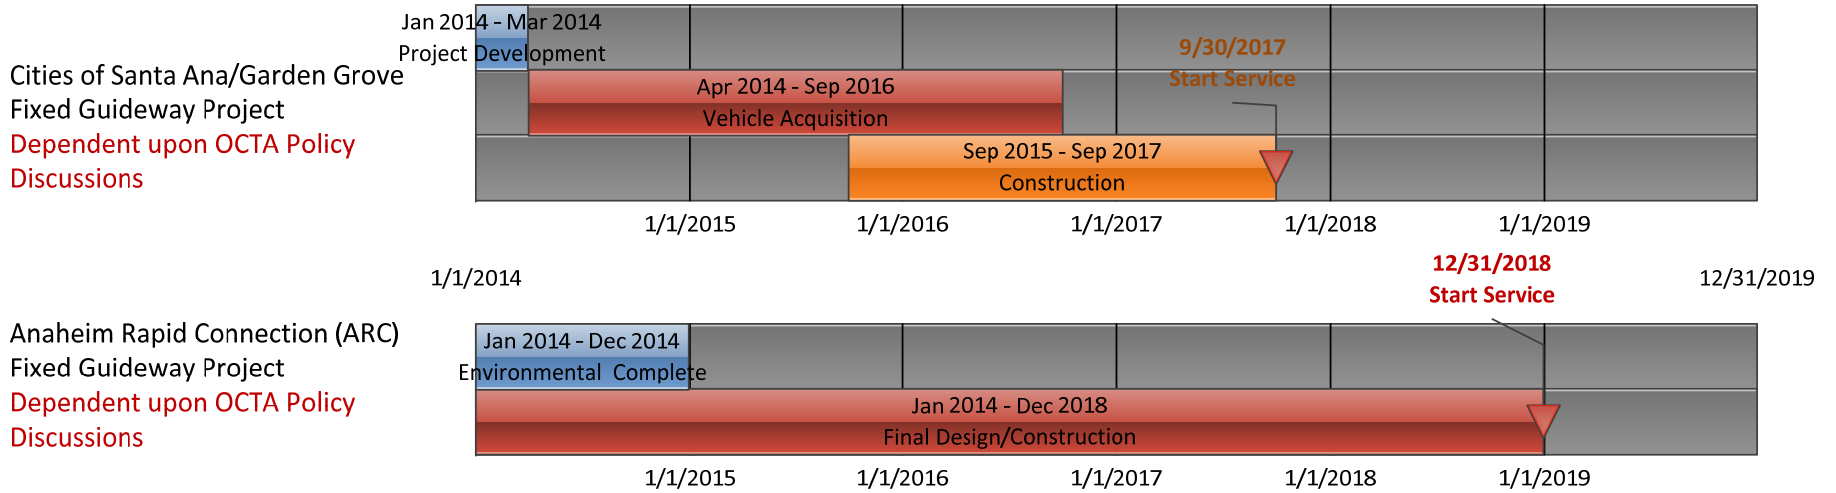 Jan 2014 - Mar 2014
Project Development
Cities of Santa Ana/Garden Grove
Fixed Guideway Project
Dependent upon OCTA Policy
Discussions
Apr 2014 - Sep 2016
Vehicle Acquisition
9/30/2017
Start Service
Sep 2015 - Sep 2017
Construction
1/1/2015
1/1/2016
1/1/2017
1/1/2018
1/1/2019
1/1/2014
12/31/2019
12/31/2018
Start Service
Anaheim Rapid Connection (ARC)
Fixed Guideway Project
Dependent upon OCTA Policy
Discussions
Jan 2014 - Dec 2014
Environmental Complete
Jan 2014 - Dec 2018
Final Design/Construction
1/1/2015
1/1/2016
1/1/2017
1/1/2018
1/1/2019